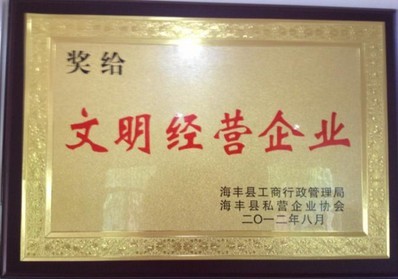 奖给
文明经营企业
海丰县工商行政管理局
海丰县私营企业协会
二〇一二年八月